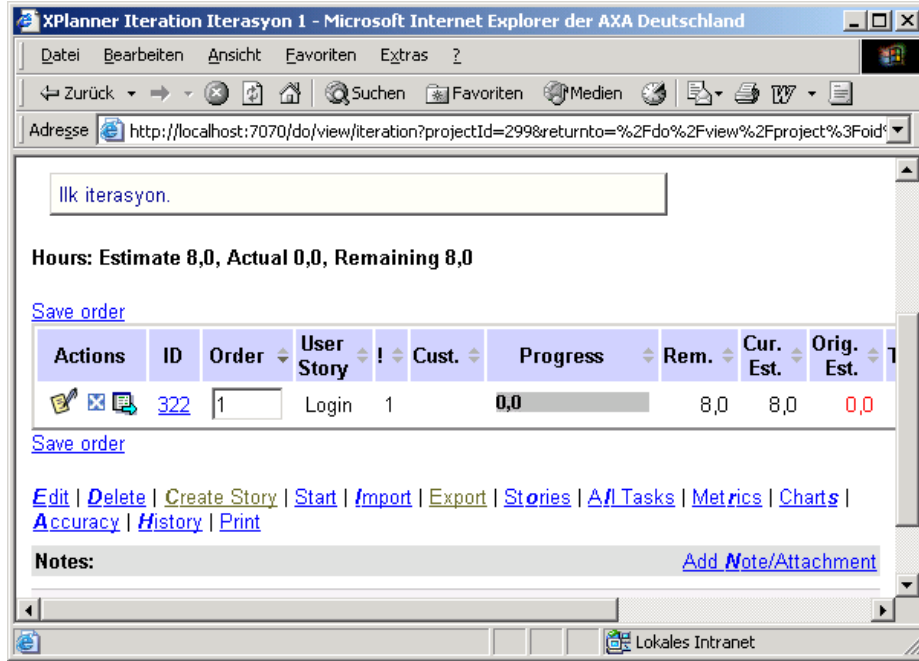 XPlanner Iteration Iterasyon 1 - Microsoft Internet Explorer der AXA Deutschland
Datei Bearbeiten Ansicht Favoriten Extras ?
Zurück Suchen Favoriten Medien
Adresse http://localhost:7070/do/view/iteration?projectId=299&returnto=%2Fdo%2Fview%2Fproject%3Foid%
Ilk iterasyon.
Hours: Estimate 8,0, Actual 0,0, Remaining 8,0
Save order
Actions ID Order User Story ! Cust. Progress Rem. Cur. Est. Orig. Est. T
322 1 Login 1 0,0 8,0 8,0 0,0
Save order
Edit | Delete | Create Story | Start | Import | Export | Stories | All Tasks | Metrics | Charts |
Accuracy | History | Print
Notes: Add Note/Attachment
Lokales Intranet